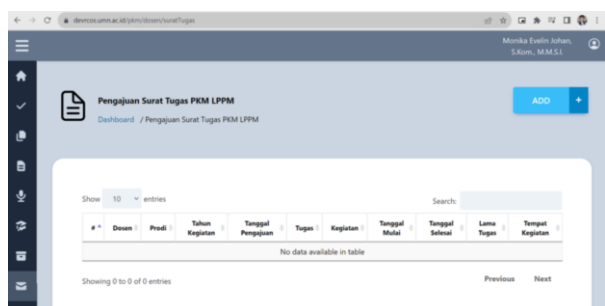 devrcos.umn.ac.id/pkm/dosen/suratTugas
Monika Evelin Johan,
S.Kom., M.M.S.I.
Pengajuan Surat Tugas PKM LPPM
Dashboard / Pengajuan Surat Tugas PKM LPPM
ADD +
Show 10 entries
Search:
# Dosen Prodi Tahun Kegiatan Tanggal Pengajuan Tugas Kegiatan Tanggal Mulai Tanggal Selesai Lama Tugas Tempat Kegiatan
No data available in table
Showing 0 to 0 of 0 entries
Previous Next